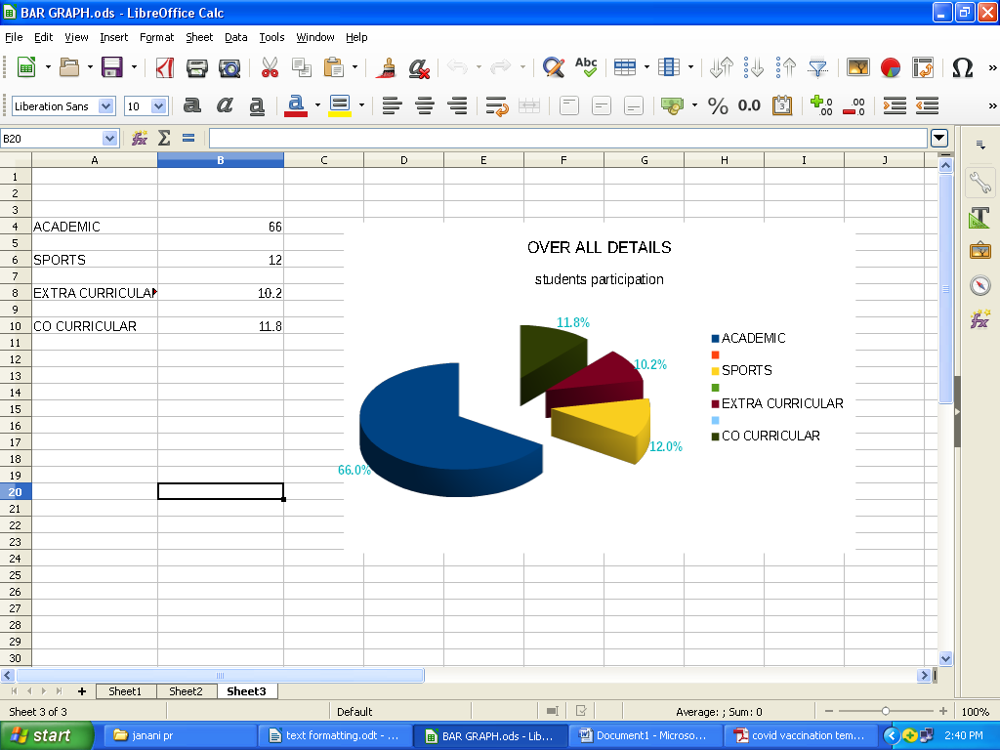 BAR GRAPH.ods - LibreOffice Calc
File Edit View Insert Format Sheet Data Tools Window Help
Abc
Liberation Sans 10 a a a a % 0.0
B20
A B C D E F G H I J
1
2
3
4 ACADEMIC 66
5
6 SPORTS 12
7
8 EXTRA CURRICULAR 10.2
9
10 CO CURRICULAR 11.8
11
12
13
14
15
16
17
18
19
20
21
22
23
24
25
26
27
28
29
30
OVER ALL DETAILS
students participation
11.8%
10.2%
12.0%
66.0%
ACADEMIC
SPORTS
EXTRA CURRICULAR
CO CURRICULAR
Sheet1 Sheet2 Sheet3
Sheet 3 of 3 Default Average: ; Sum: 0 100%
start janani pr text formatting.odt - ... BAR GRAPH.ods - Lib... Document1 - Microso... covid vaccination tem... 2:40 PM